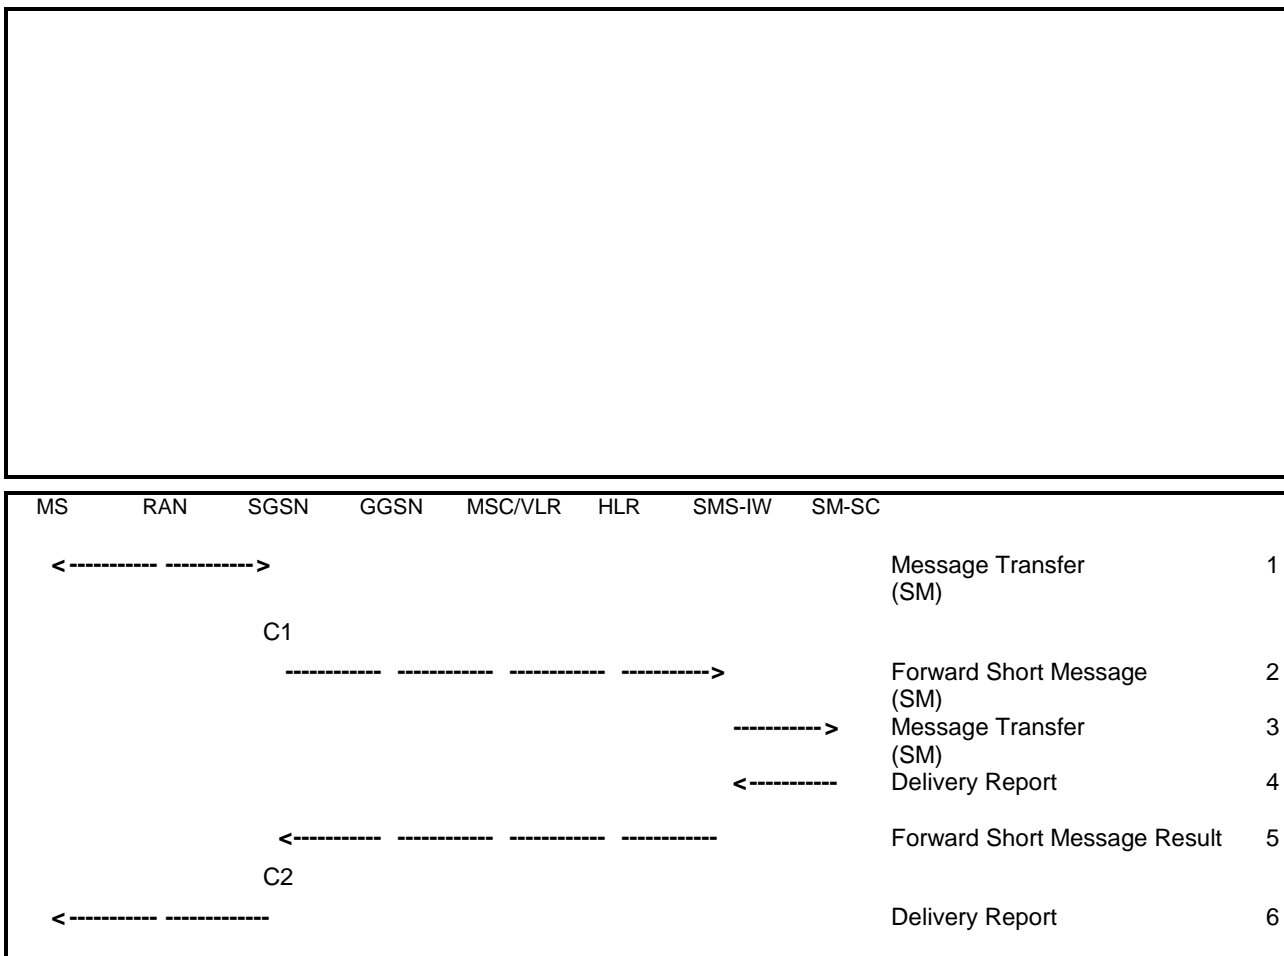 MS RAN SGSN GGSN MSC/VLR HLR SMS-IW SM-SC
<----------- -----------> Message Transfer 1
(SM)
C1
------------ ------------ ------------ -----------> Forward Short Message 2
(SM)
-----------> Message Transfer 3
(SM)
<----------- Delivery Report 4
<----------- ------------ ------------ ------------ Forward Short Message Result 5
C2
<----------- ------------- Delivery Report 6